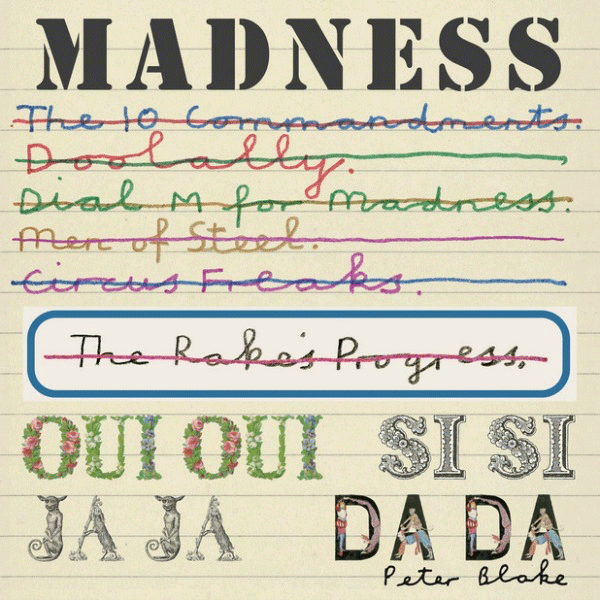 MADNESS
The 10 Commandments.
Doolally.
Dial M for Madness.
Men of Steel.
Circus Freaks.
The Rake's Progress.
OUI OUI SI SI
JA JA DA DA
Peter Blake